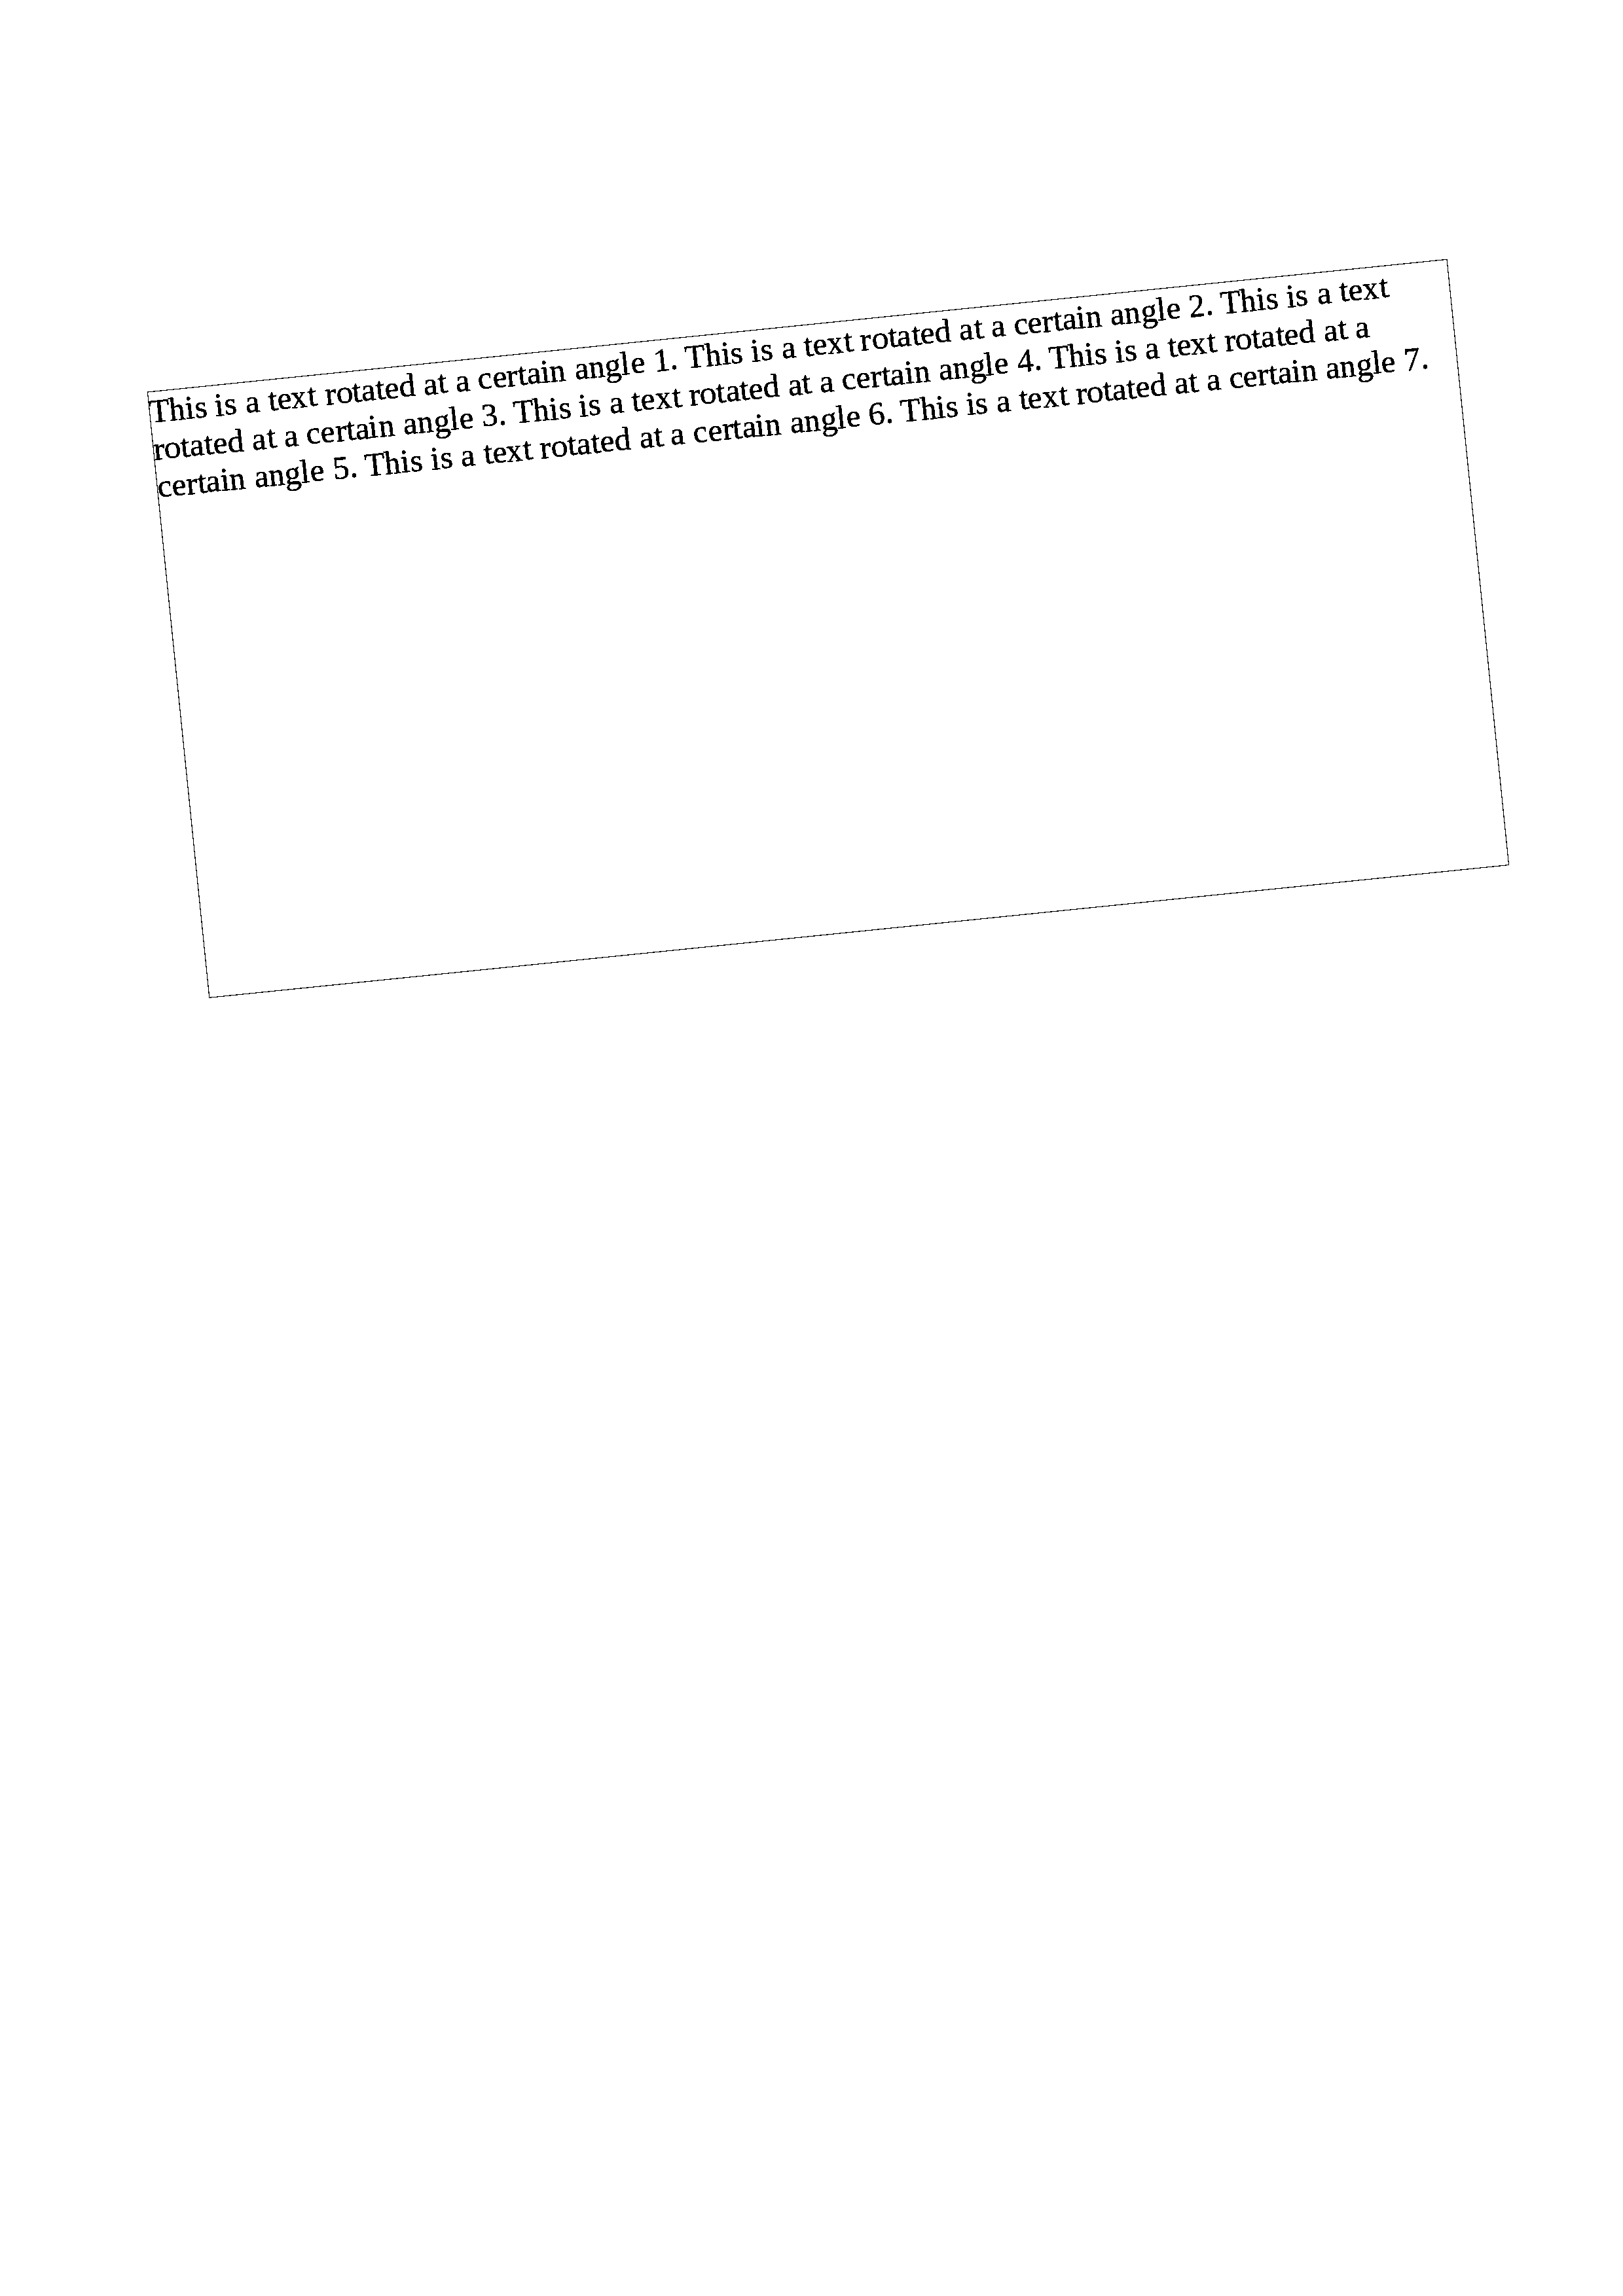 This is a text rotated at a certain angle 1. This is a text rotated at a certain angle 2. This is a text
rotated at a certain angle 3. This is a text rotated at a certain angle 4. This is a text rotated at a
certain angle 5. This is a text rotated at a certain angle 6. This is a text rotated at a certain angle 7.